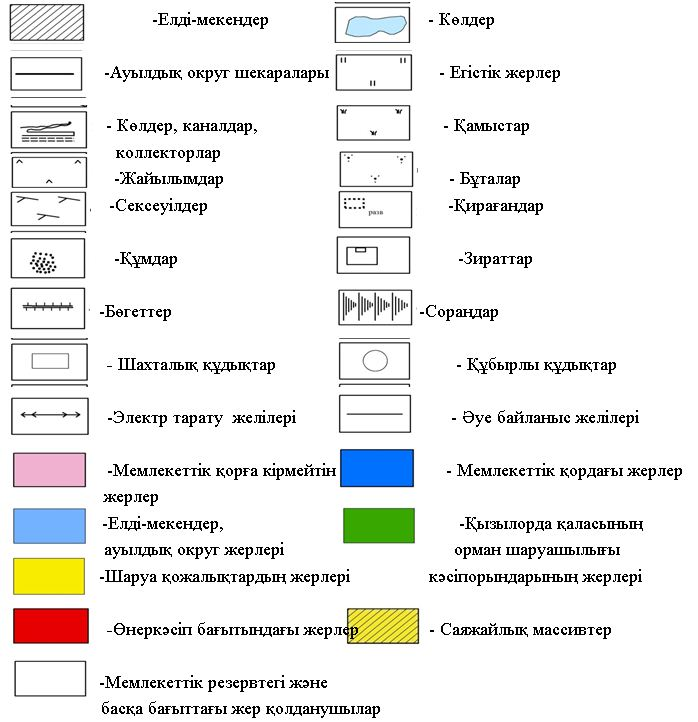 -Елді-мекендер
- Көлдер
-Ауылдық округ шекаралары
- Егістік жерлер
- Көлдер, каналдар,
коллекторлар
- Қамыстар
-Жайылымдар
- Бұталар
- Сексеуілдер
разв
-Қирағандар
-Құмдар
-Зираттар
-Бөгеттер
-Сораңдар
- Шахталық құдықтар
- Құбырлы құдықтар
-Электр тарату желілері
- Әуе байланыс желілері
-Мемлекеттік қорға кірмейтін
жерлер
- Мемлекеттік қордағы жерлер
-Елді-мекендер,
ауылдық округ жерлері
-Қызылорда қаласының
орман шаруашылығы
кәсіпорындарының жерлері
-Шаруа қожалықтардың жерлері
-Өнеркәсіп бағытындағы жерлер
- Саяжайлық массивтер
-Мемлекеттік резервтегі және
басқа бағыттағы жер қолданушылар